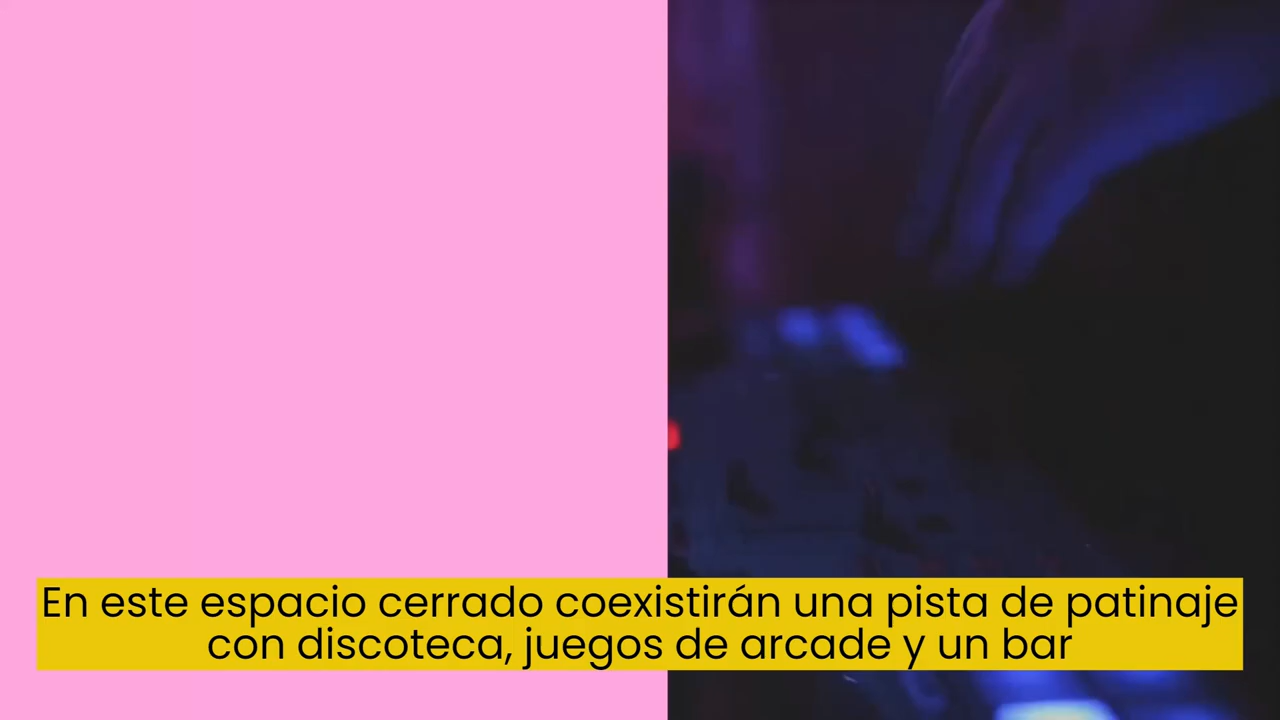 En este espacio cerrado coexistirán una pista de patinaje
con discoteca, juegos de arcade y un bar